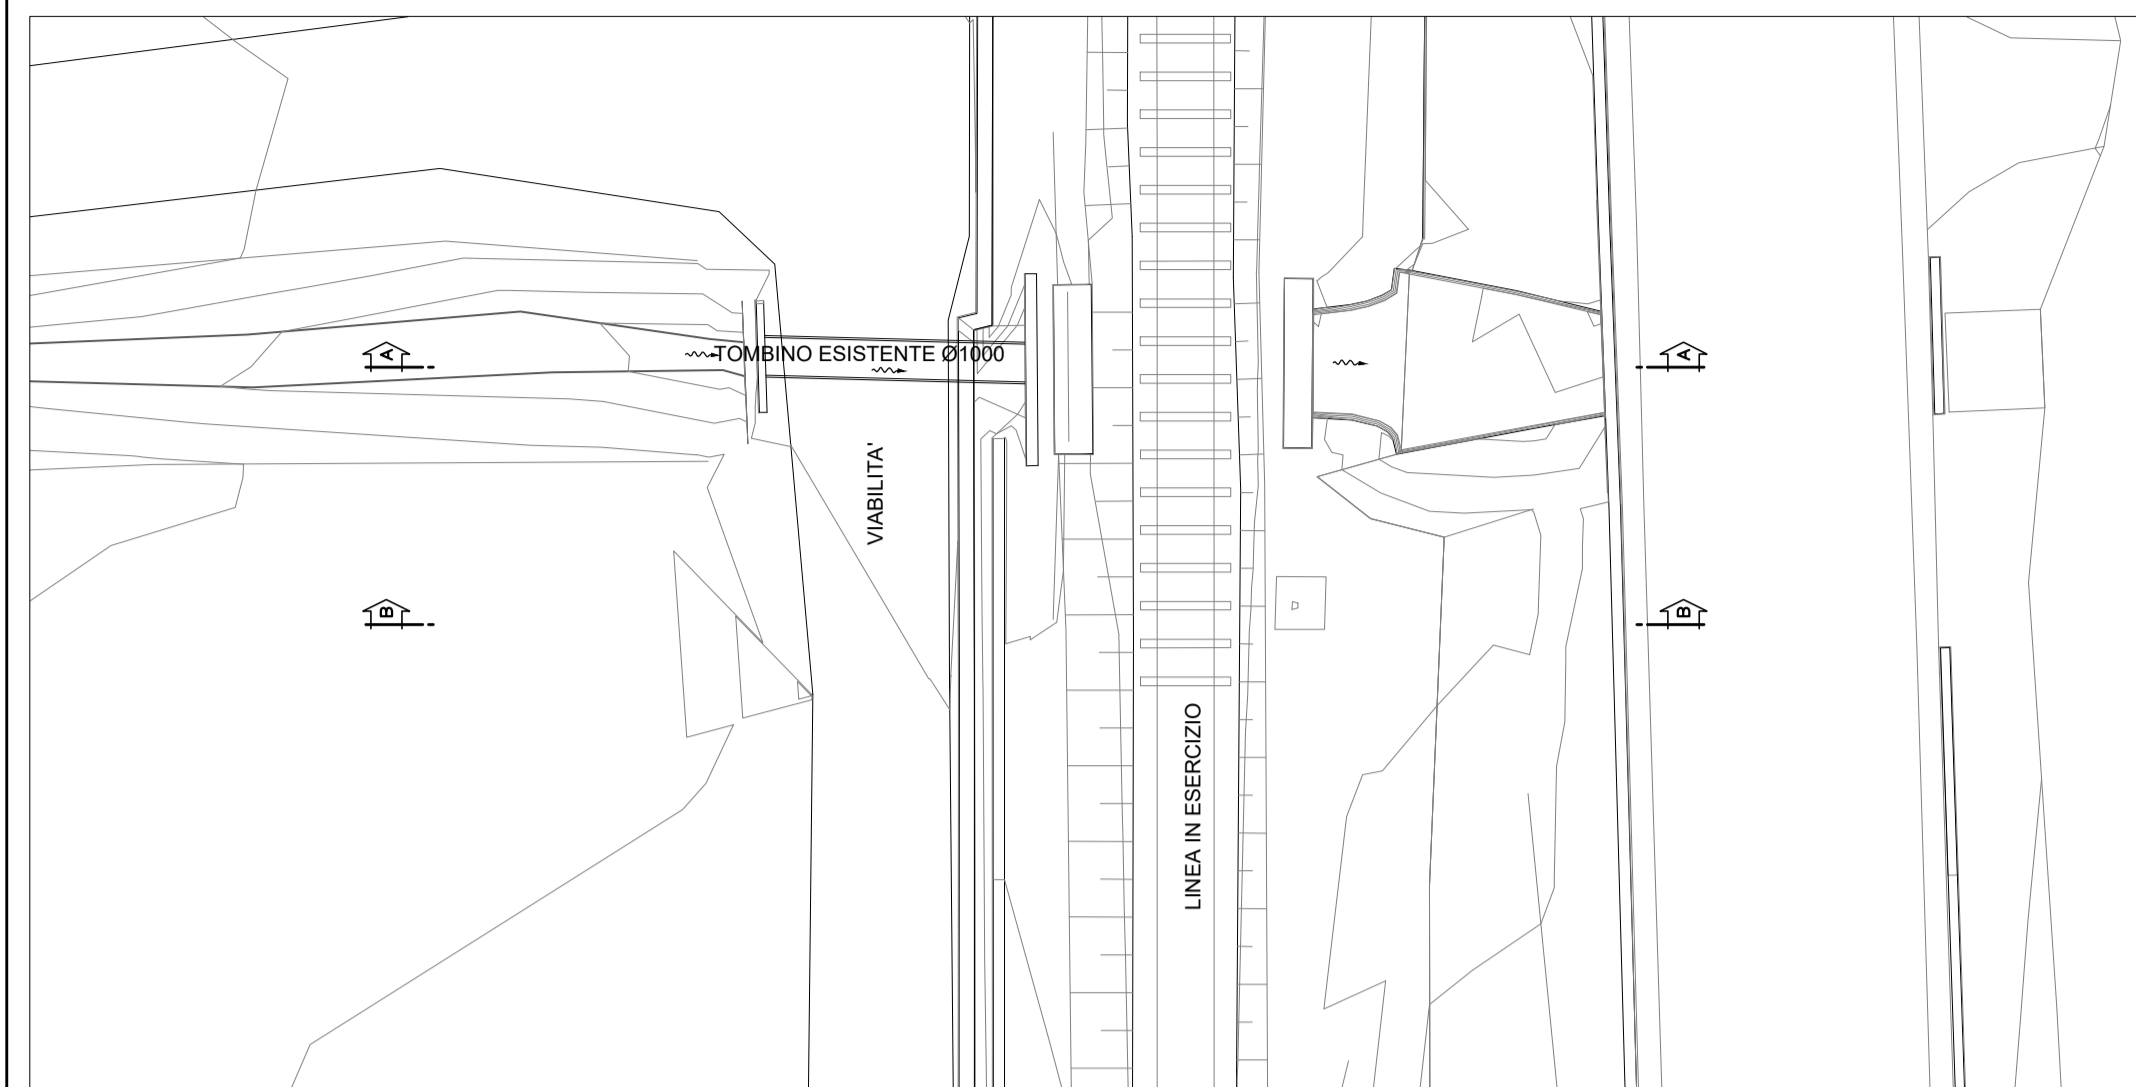 TOMBINO ESISTENTE Ø1000
A
A
VIABILITA'
B
B
LINEA IN ESERCIZIO